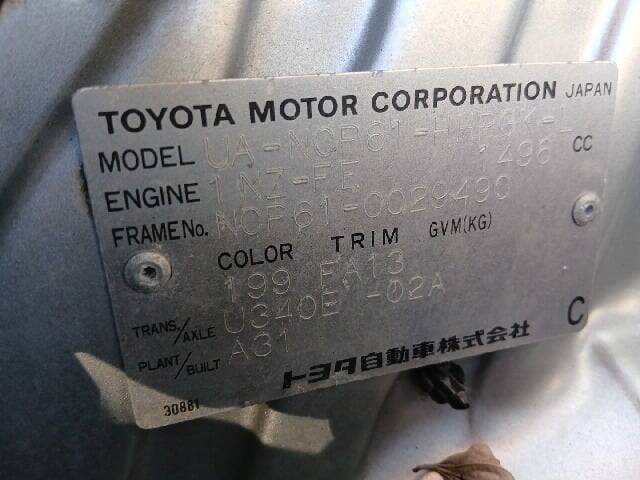 TOYOTA MOTOR CORPORATION JAPAN
MODEL UA-NCP61-
ENGINE 1NZ-FE 1496 CC
FRAME No. NCP61-0029490
COLOR TRIM GVM(KG)
199 FA13
TRANS./AXLE U340E -02A
PLANT/BUILT A31
トヨタ自動車株式会社 C
30881